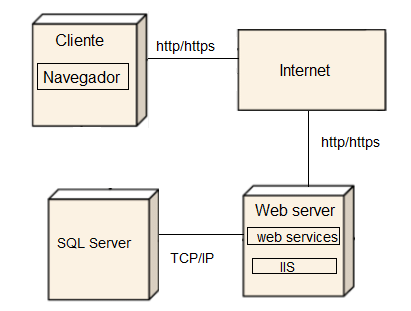 Cliente
Navegador
http/https
Internet
http/https
SQL Server
TCP/IP
Web server
web services
IIS